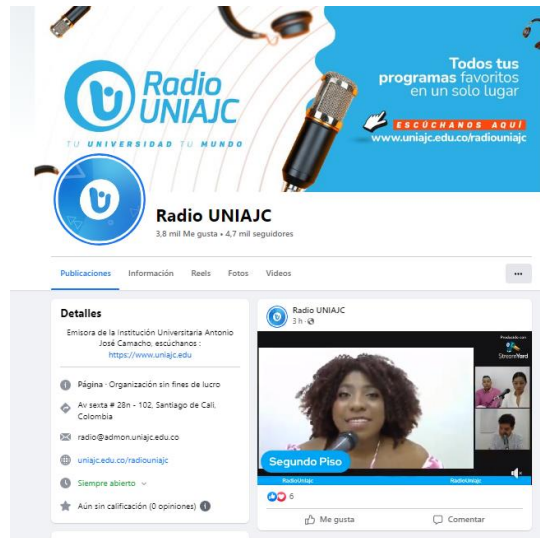 Radio
UNIAJC
TU UNIVERSIDAD TU MUNDO
Todos tus
programas favoritos
en un solo lugar
ESCÚCHANOS AQUÍ
www.uniajc.edu.co/radiouniajc
Radio UNIAJC
3,8 mil Me gusta • 4,7 mil seguidores
Publicaciones Información Reels Fotos Videos
Detalles
Emisora de la Institución Universitaria Antonio
José Camacho, escúchanos :
https://www.uniajc.edu
Página · Organización sin fines de lucro
Av sexta # 28n - 102, Santiago de Cali,
Colombia
radio@admon.uniajc.edu.co
uniajc.edu.co/radiouniajc
Siempre abierto
Aún sin calificación (0 opiniones)
Radio UNIAJC
3 h
Producido con
StreamYard
Segundo Piso
RadioUniajc RadioUniajc
6
Me gusta Comentar